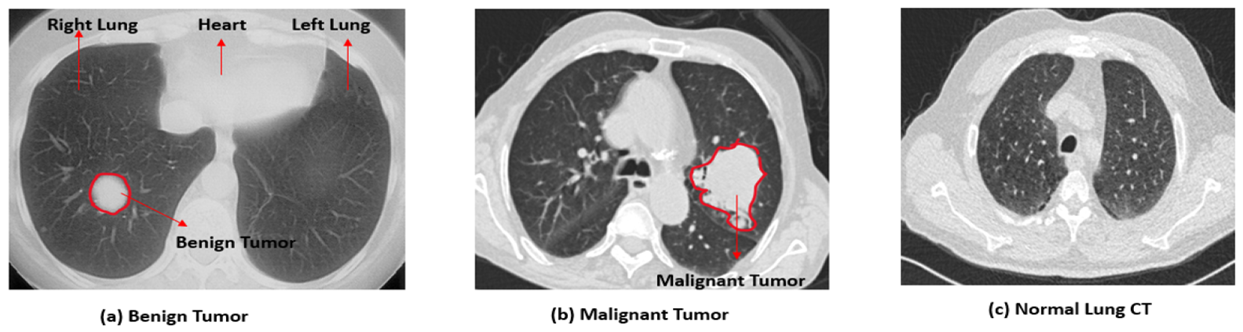 Right Lung
Heart
Left Lung
Benign Tumor
Malignant Tumor
(a) Benign Tumor
(b) Malignant Tumor
(c) Normal Lung CT